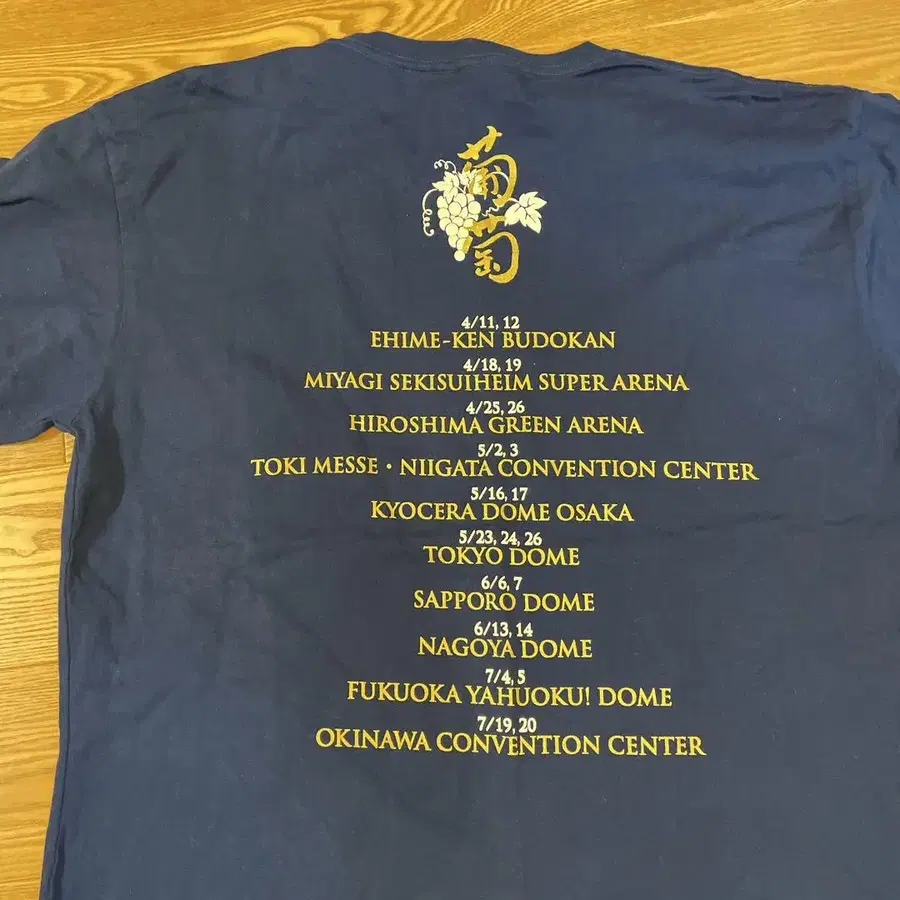 葡萄
4/11, 12
EHIME-KEN BUDOKAN
4/18, 19
MIYAGI SEKISUIHEIM SUPER ARENA
4/25, 26
HIROSHIMA GREEN ARENA
5/2, 3
TOKI MESSE・NIIGATA CONVENTION CENTER
5/16, 17
KYOCERA DOME OSAKA
5/23, 24, 26
TOKYO DOME
6/6, 7
SAPPORO DOME
6/13, 14
NAGOYA DOME
7/4, 5
FUKUOKA YAHUOKU! DOME
7/19, 20
OKINAWA CONVENTION CENTER